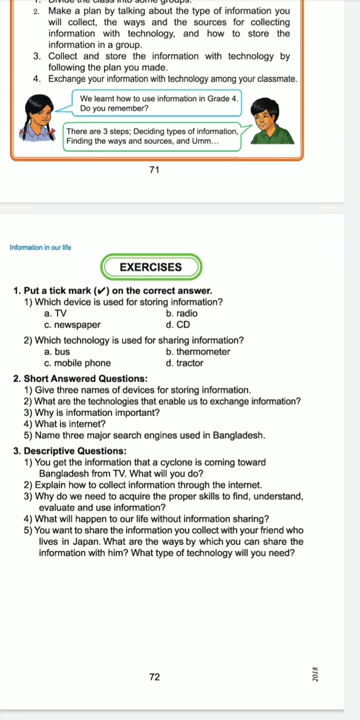 1. Divide the class into some groups.
2. Make a plan by talking about the type of information you
will collect, the ways and the sources for collecting
information with technology, and how to store the
information in a group.
3. Collect and store the information with technology by
following the plan you made.
4. Exchange your information with technology among your classmate.
We learnt how to use information in Grade 4.
Do you remember?
There are 3 steps; Deciding types of information,
Finding the ways and sources, and Umm...
71
Information in our life
EXERCISES
1. Put a tick mark (✔) on the correct answer.
1) Which device is used for storing information?
a. TV b. radio
c. newspaper d. CD
2) Which technology is used for sharing information?
a. bus b. thermometer
c. mobile phone d. tractor
2. Short Answered Questions:
1) Give three names of devices for storing information.
2) What are the technologies that enable us to exchange information?
3) Why is information important?
4) What is internet?
5) Name three major search engines used in Bangladesh.
3. Descriptive Questions:
1) You get the information that a cyclone is coming toward
Bangladesh from TV. What will you do?
2) Explain how to collect information through the internet.
3) Why do we need to acquire the proper skills to find, understand,
evaluate and use information?
4) What will happen to our life without information sharing?
5) You want to share the information you collect with your friend who
lives in Japan. What are the ways by which you can share the
information with him? What type of technology will you need?
72
2018